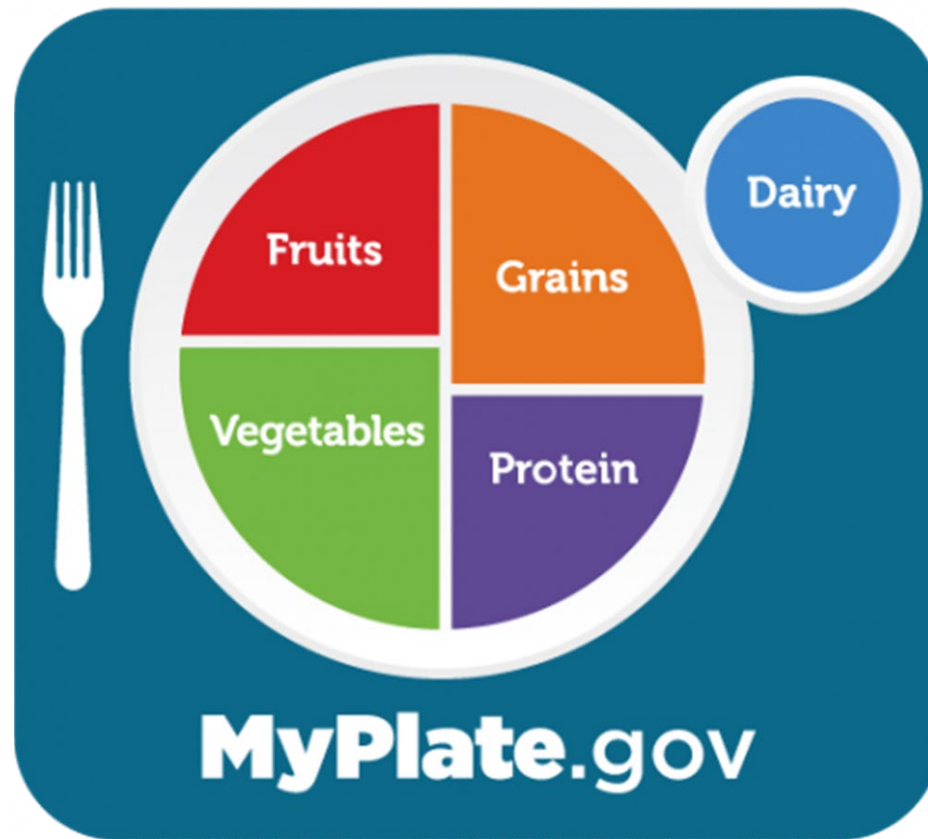 Fruits
Grains
Dairy
Vegetables
Protein
MyPlate.gov